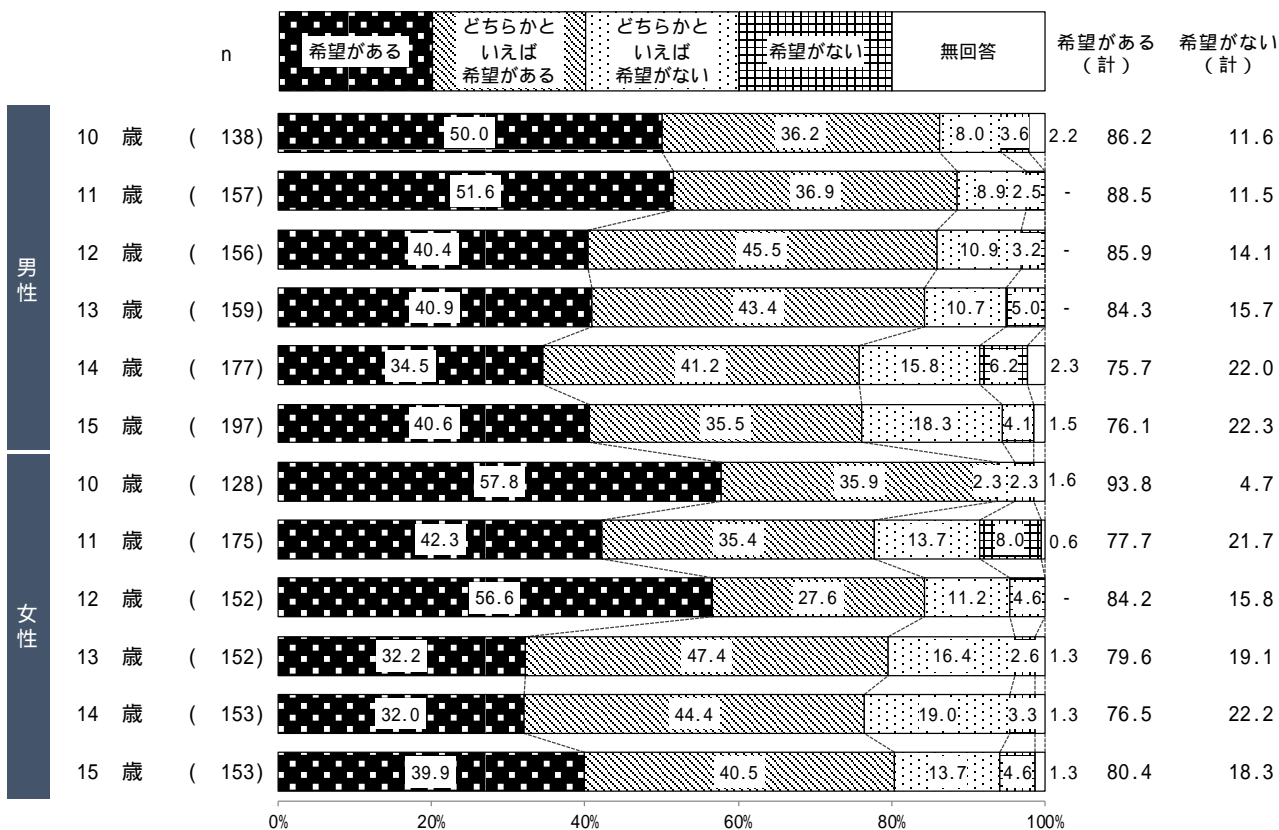 n
希望がある
どちらかと
いえば
希望がある
どちらかと
いえば
希望がない
希望がない
無回答
希望がある
(計)
希望がない
(計)
男性
10 歳 ( 138) 50.0 36.2 8.0 3.6 2.2 86.2 11.6
11 歳 ( 157) 51.6 36.9 8.9 2.5 - 88.5 11.5
12 歳 ( 156) 40.4 45.5 10.9 3.2 - 85.9 14.1
13 歳 ( 159) 40.9 43.4 10.7 5.0 - 84.3 15.7
14 歳 ( 177) 34.5 41.2 15.8 6.2 2.3 75.7 22.0
15 歳 ( 197) 40.6 35.5 18.3 4.1 1.5 76.1 22.3
女性
10 歳 ( 128) 57.8 35.9 2.3 2.3 1.6 93.8 4.7
11 歳 ( 175) 42.3 35.4 13.7 8.0 0.6 77.7 21.7
12 歳 ( 152) 56.6 27.6 11.2 4.6 - 84.2 15.8
13 歳 ( 152) 32.2 47.4 16.4 2.6 1.3 79.6 19.1
14 歳 ( 153) 32.0 44.4 19.0 3.3 1.3 76.5 22.2
15 歳 ( 153) 39.9 40.5 13.7 4.6 1.3 80.4 18.3
0% 20% 40% 60% 80% 100%